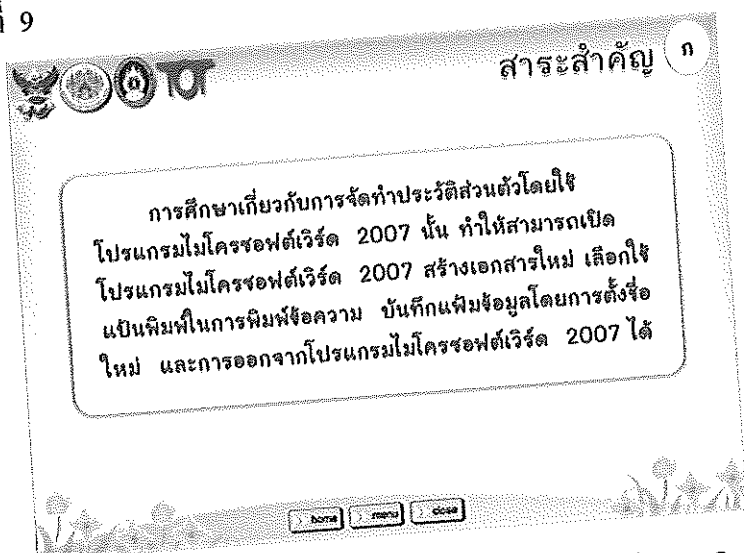 ที่ 9
สาระสำคัญ ก
การศึกษาเกี่ยวกับการจัดทำประวัติส่วนตัวโดยใช้
โปรแกรมไมโครซอฟต์เวิร์ด 2007 นั้น ทำให้สามารถเปิด
โปรแกรมไมโครซอฟต์เวิร์ด 2007 สร้างเอกสารใหม่ เลือกใช้
แป้นพิมพ์ในการพิมพ์ข้อความ บันทึกแฟ้มข้อมูลโดยการตั้งชื่อ
ใหม่ และการออกจากโปรแกรมไมโครซอฟต์เวิร์ด 2007 ได้
home menu close